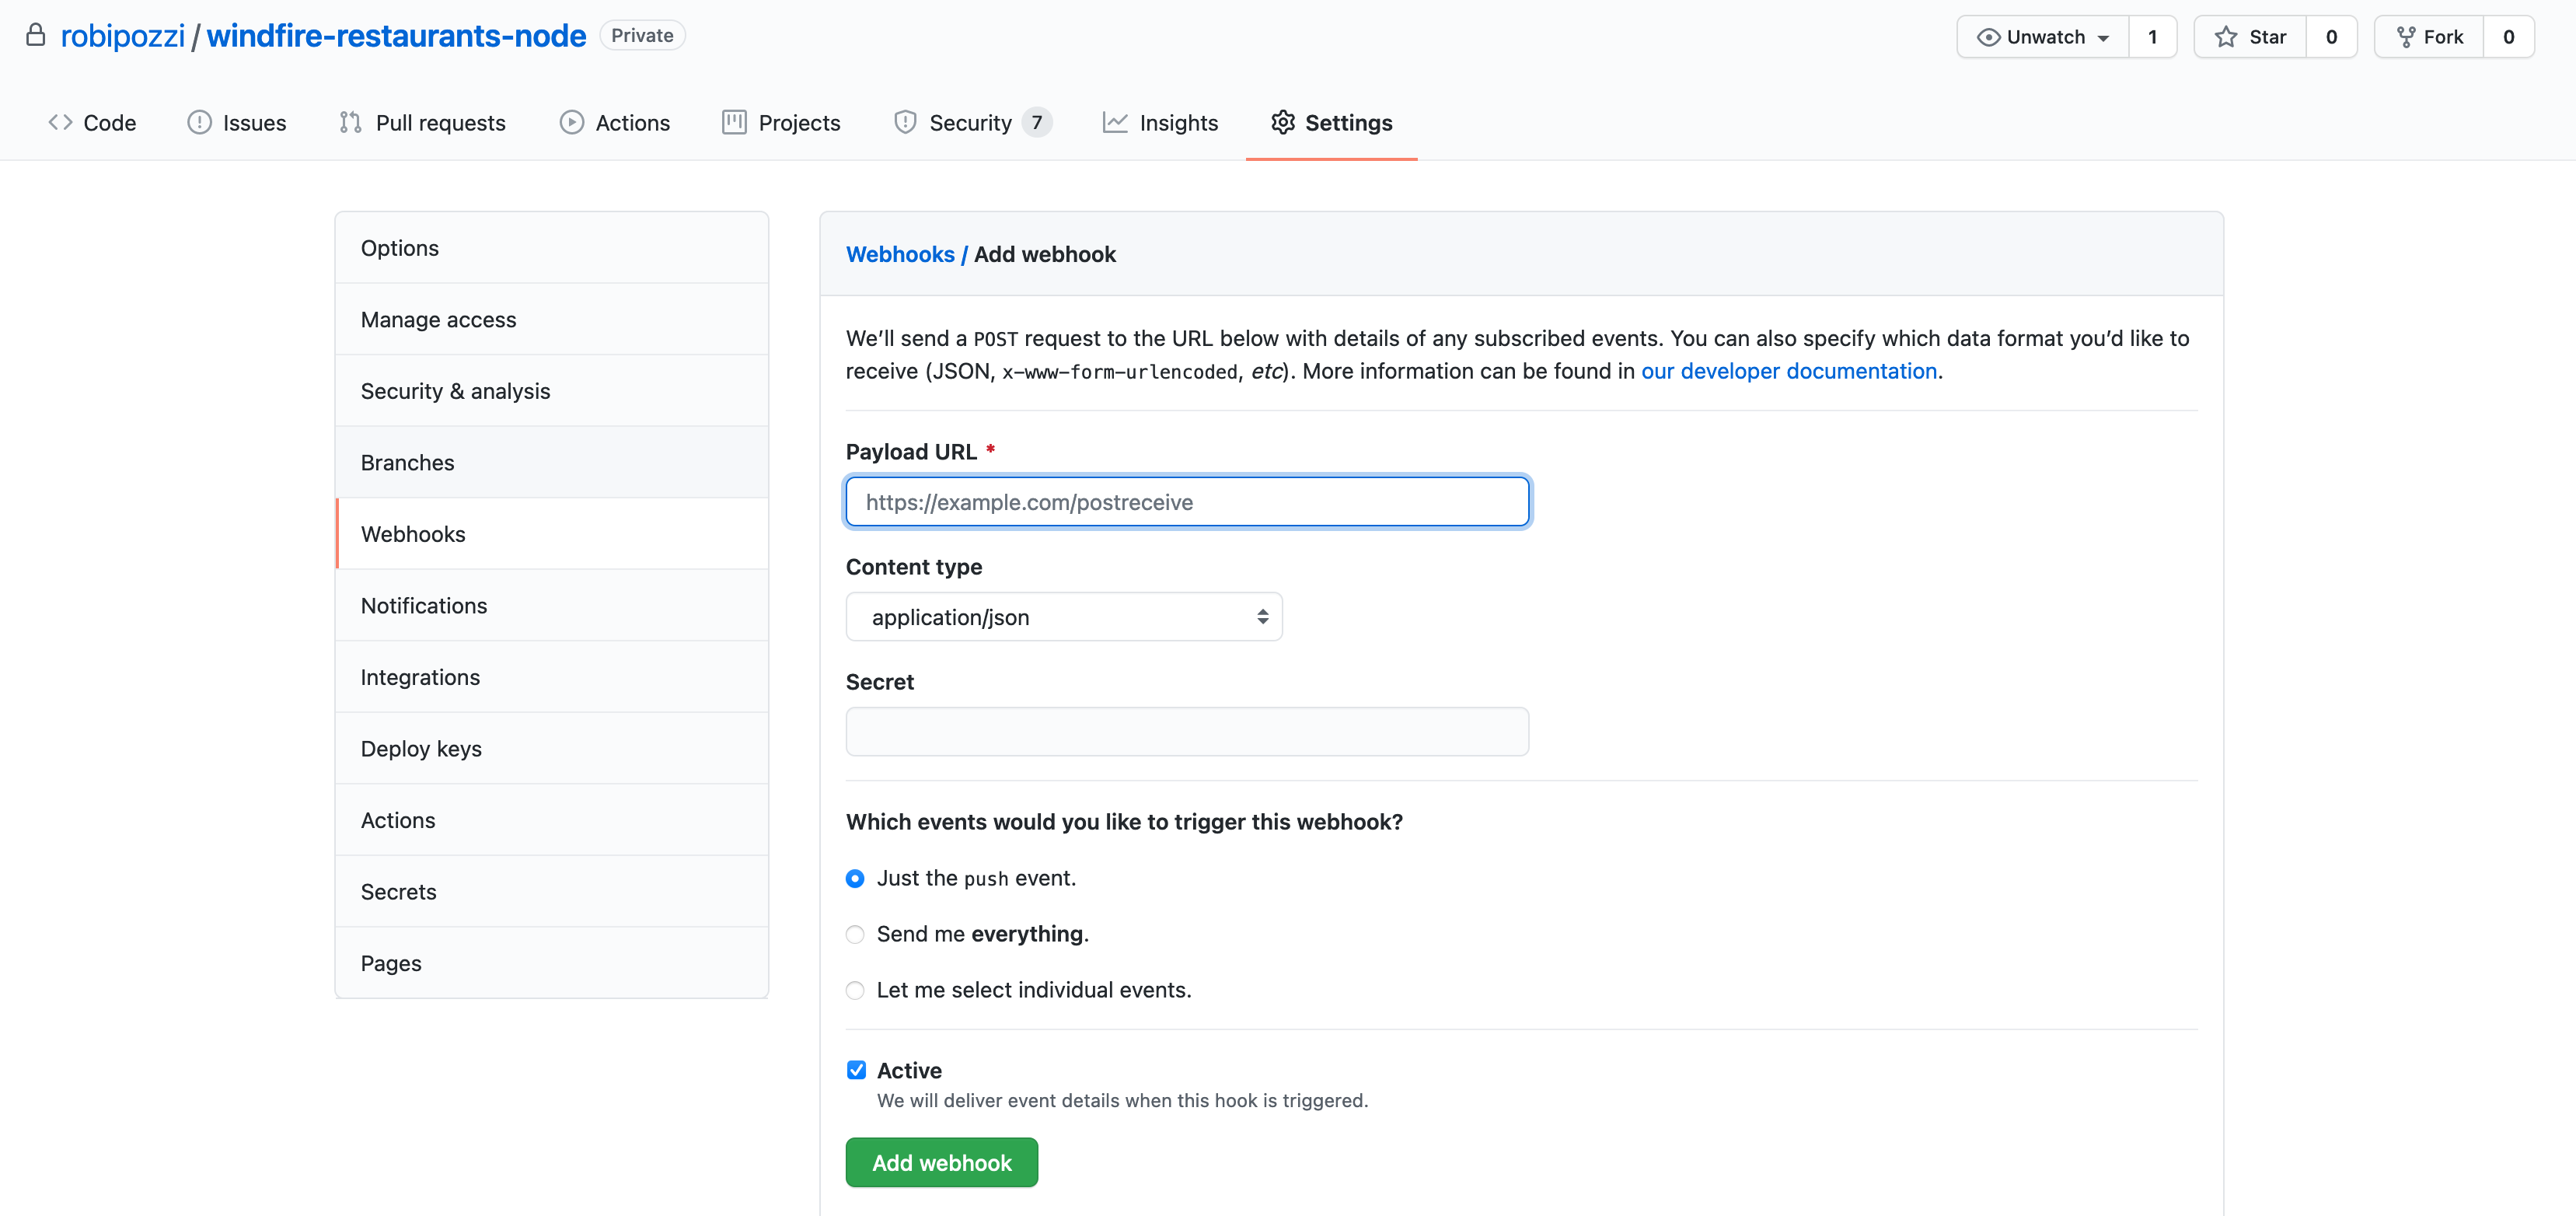 robipozzi / windfire-restaurants-node Private
Unwatch 1 Star 0 Fork 0
Code Issues Pull requests Actions Projects Security 7 Insights Settings
Options
Manage access
Security & analysis
Branches
Webhooks
Notifications
Integrations
Deploy keys
Actions
Secrets
Pages
Webhooks / Add webhook
We’ll send a POST request to the URL below with details of any subscribed events. You can also specify which data format you’d like to
receive (JSON, x-www-form-urlencoded, etc). More information can be found in our developer documentation.
Payload URL *
https://example.com/postreceive
Content type
application/json
Secret
Which events would you like to trigger this webhook?
Just the push event.
Send me everything.
Let me select individual events.
Active
We will deliver event details when this hook is triggered.
Add webhook